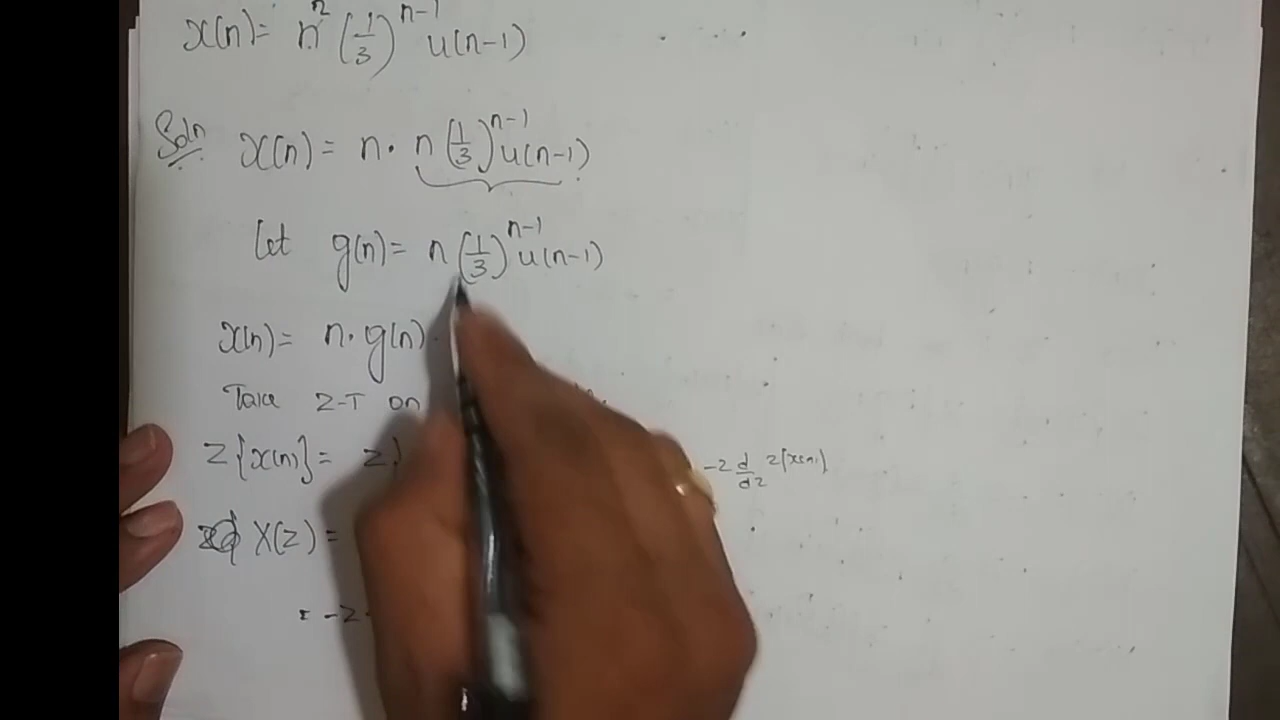 x(n)= n² (1/3)^(n-1) u(n-1)
Soln x(n)= n· n(1/3)^(n-1) u(n-1)
Let g(n)= n(1/3)^(n-1) u(n-1)
x(n)= n·g(n)
Take Z-T on
Z{x(n)}= Z{ -z d/dz Z{x(n)}
X(Z)=
= -z